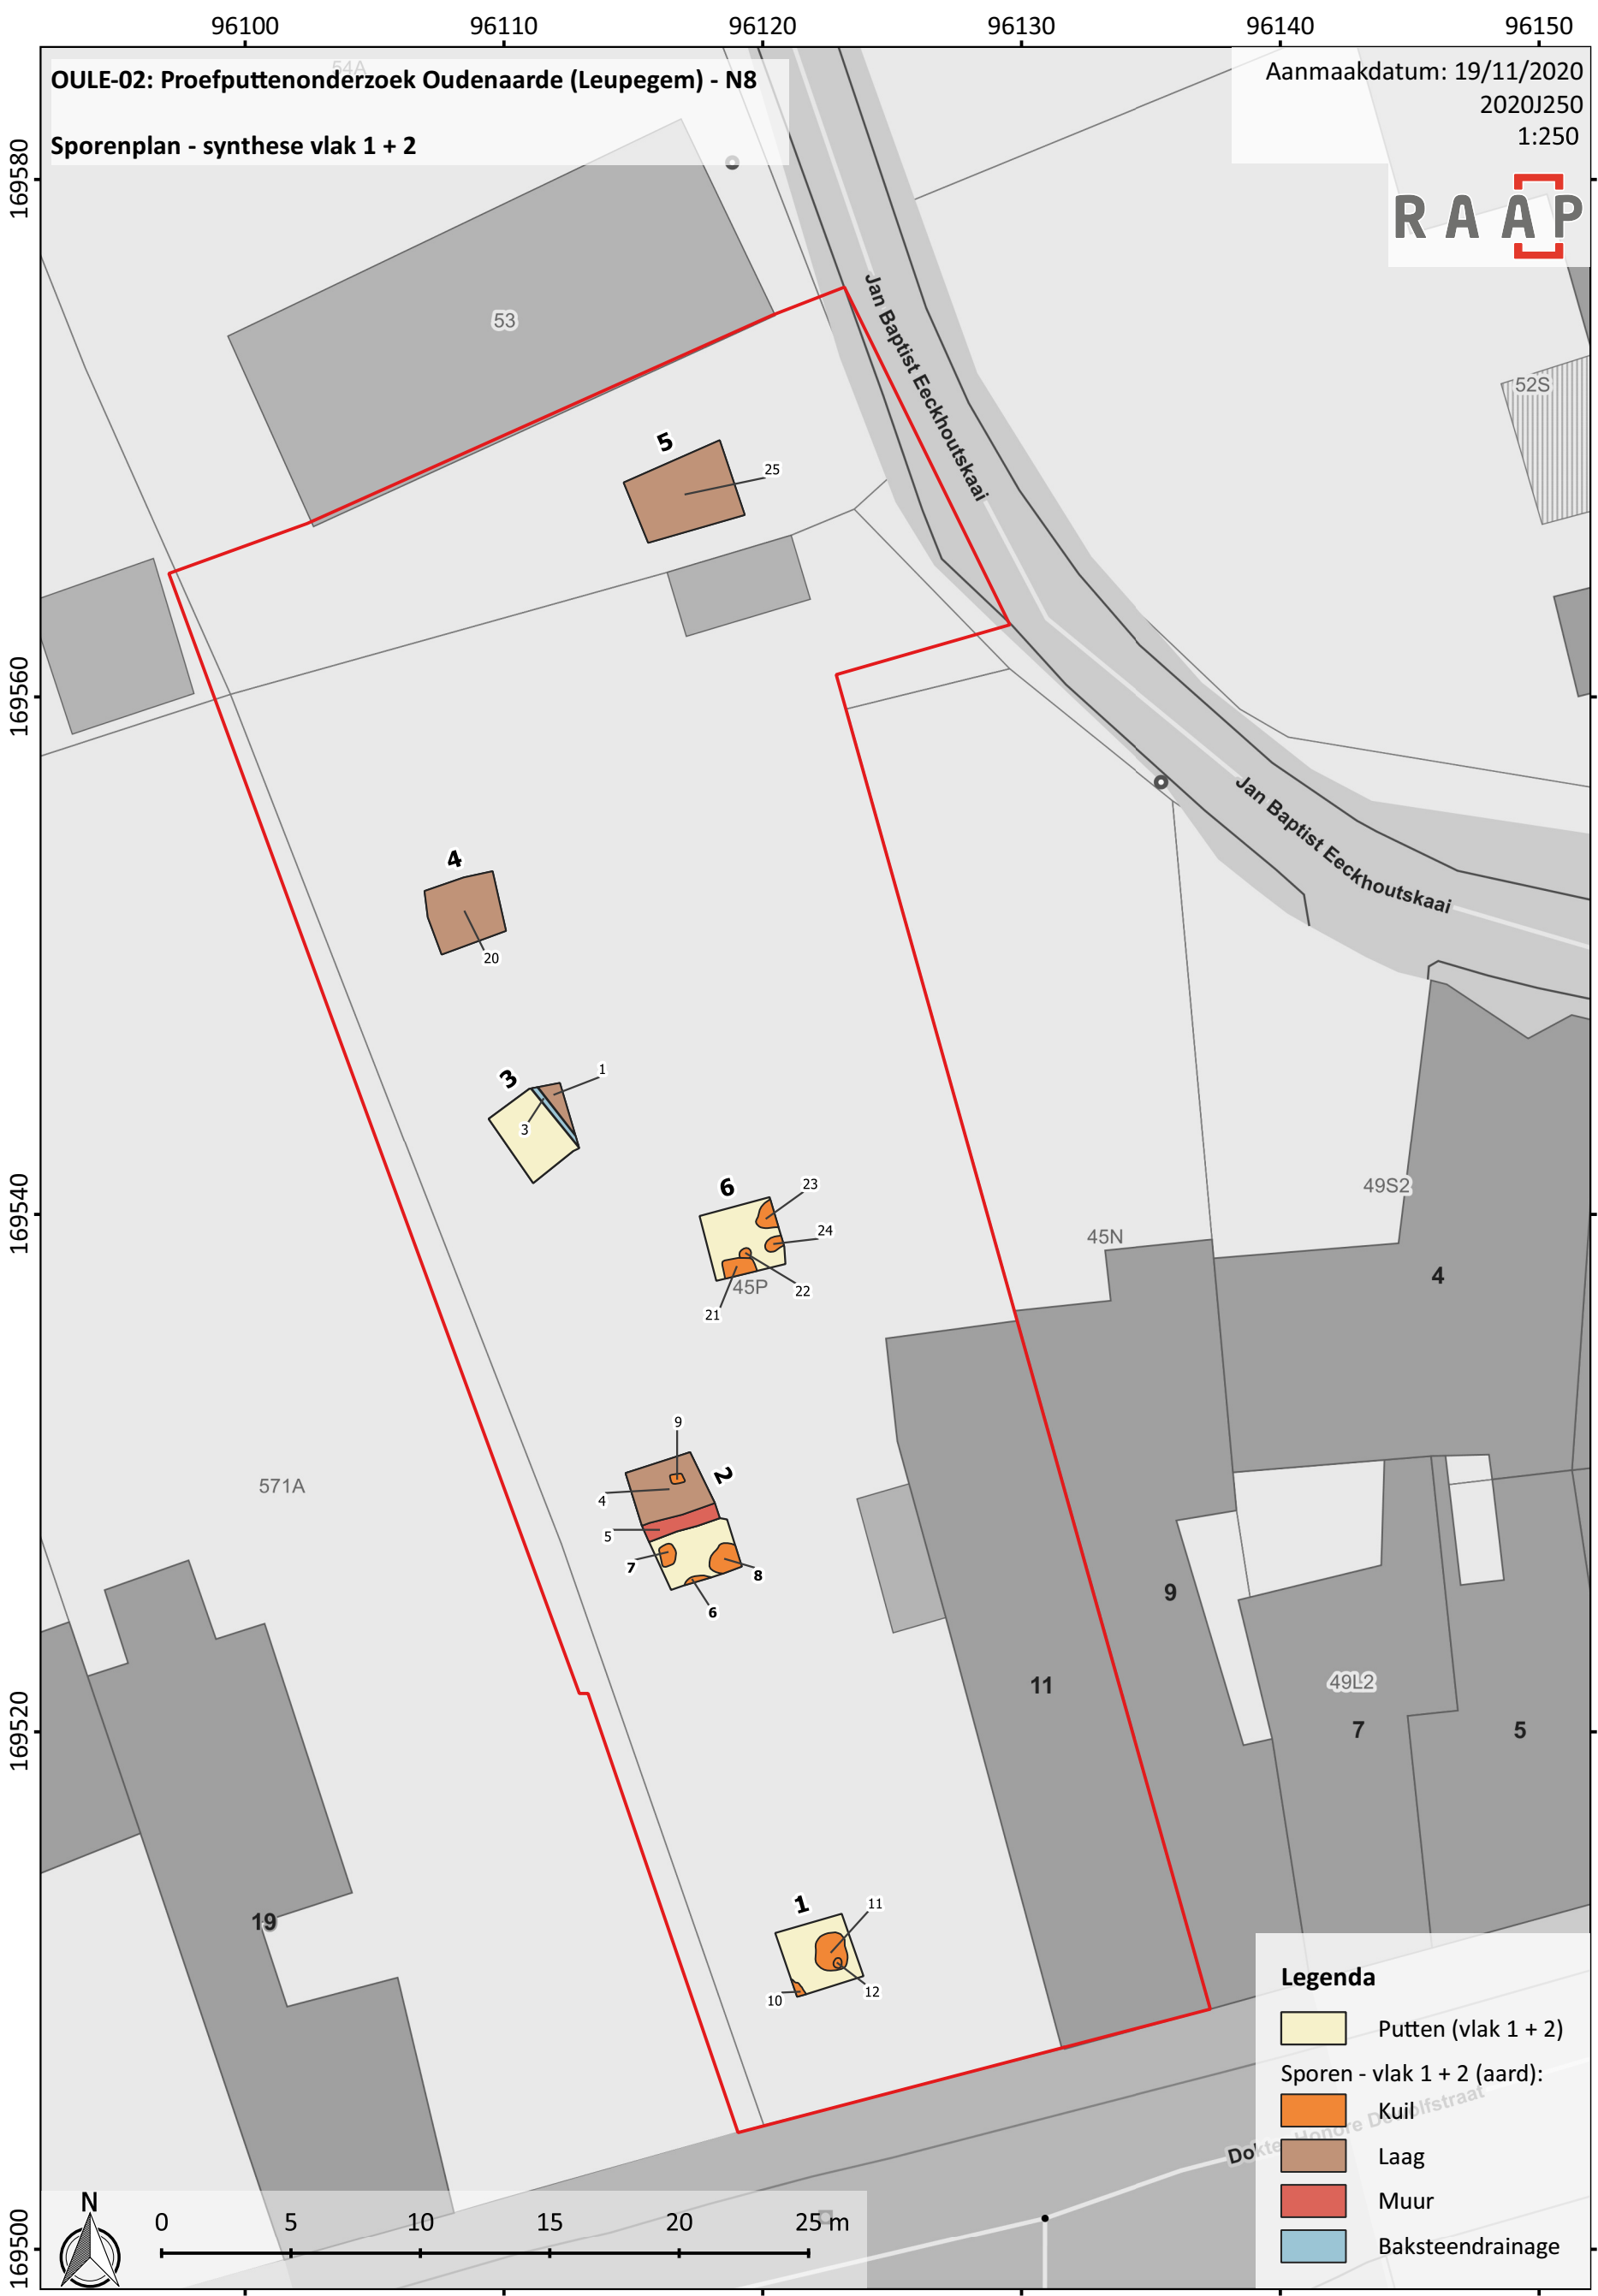 96100 96110 96120 96130 96140 96150
54A
OULE-02: Proefputtenonderzoek Oudenaarde (Leupegem) - N8
Sporenplan - synthese vlak 1 + 2
Aanmaakdatum: 19/11/2020
2020J250
1:250
RAAP
169580
169560
169540
169520
169500
53
Jan Baptist Eeckhoutskaai
52S
5
25
Jan Baptist Eeckhoutskaai
4
20
3
1
3
6
23
24
22
21
45P
45N
49S2
4
9
2
4
5
7
8
6
571A
9
11
49L2
7
5
19
1
11
12
10
Dokter Honoré Dewolfstraat
Legenda
Putten (vlak 1 + 2)
Sporen - vlak 1 + 2 (aard):
Kuil
Laag
Muur
Baksteendrainage
N
0 5 10 15 20 25 m